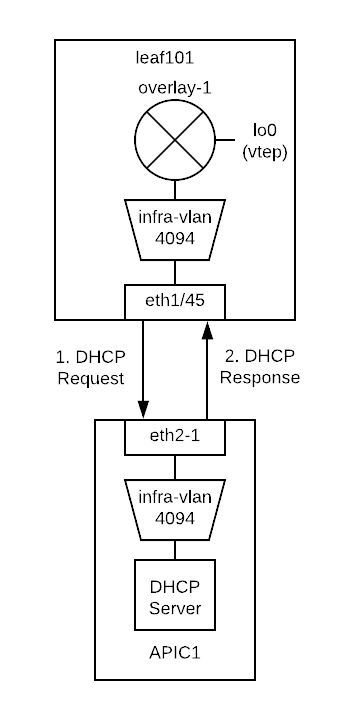 leaf101
overlay-1
lo0
(vtep)
infra-vlan
4094
eth1/45
1. DHCP
Request
2. DHCP
Response
eth2-1
infra-vlan
4094
DHCP
Server
APIC1